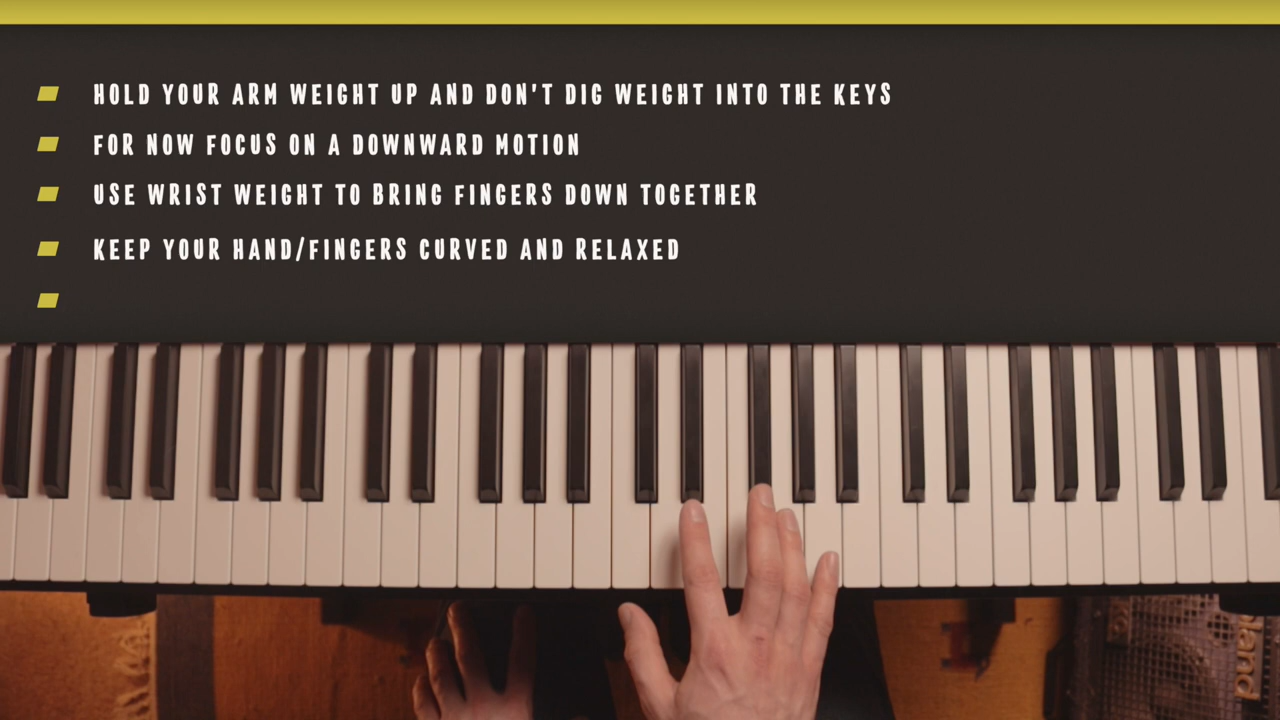 HOLD YOUR ARM WEIGHT UP AND DON'T DIG WEIGHT INTO THE KEYS
FOR NOW FOCUS ON A DOWNWARD MOTION
USE WRIST WEIGHT TO BRING FINGERS DOWN TOGETHER
KEEP YOUR HAND/FINGERS CURVED AND RELAXED